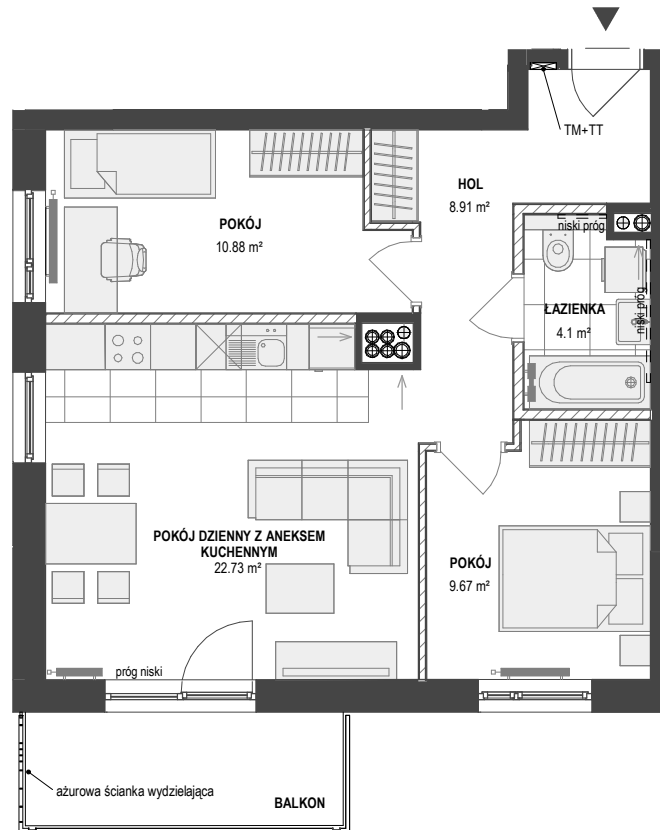 TM+TT
HOL
8.91 m²
POKÓJ
10.88 m²
niski próg
niski próg
ŁAZIENKA
4.1 m²
POKÓJ DZIENNY Z ANEKSEM
KUCHENNYM
22.73 m²
POKÓJ
9.67 m²
próg niski
ażurowa ścianka wydzielająca
BALKON